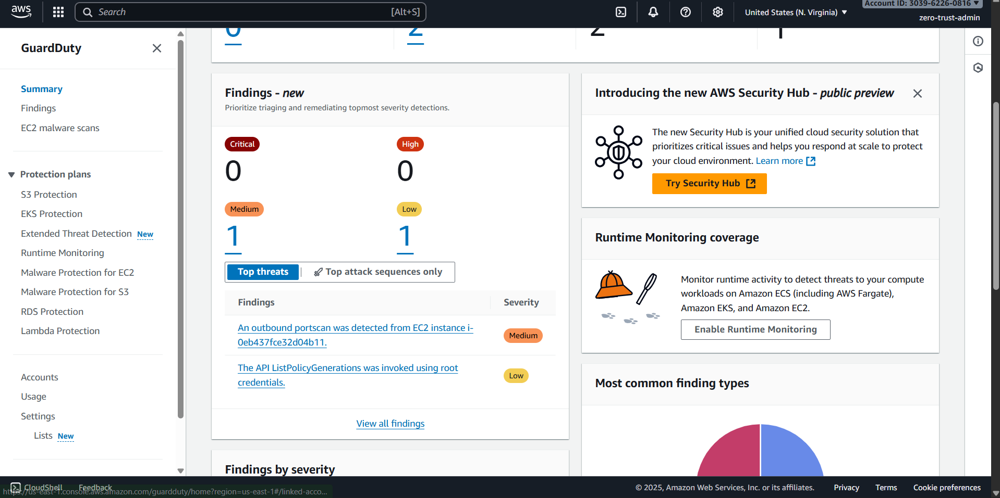 aws
Search [Alt+S]
United States (N. Virginia)
Account ID: 3039-6226-0816
zero-trust-admin
GuardDuty
Summary
Findings
EC2 malware scans
Protection plans
S3 Protection
EKS Protection
Extended Threat Detection New
Runtime Monitoring
Malware Protection for EC2
Malware Protection for S3
RDS Protection
Lambda Protection
Accounts
Usage
Settings
Lists New
0 2 2 1
Findings - new
Prioritize triaging and remediating topmost severity detections.
Critical
0
High
0
Medium
1
Low
1
Top threats
Top attack sequences only
Findings Severity
An outbound portscan was detected from EC2 instance i-
0eb437fce32d04b11.
Medium
The API ListPolicyGenerations was invoked using root
credentials.
Low
View all findings
Findings by severity
Introducing the new AWS Security Hub - public preview
The new Security Hub is your unified cloud security solution that
prioritizes critical issues and helps you respond at scale to protect
your cloud environment. Learn more
Try Security Hub
Runtime Monitoring coverage
Monitor runtime activity to detect threats to your compute
workloads on Amazon ECS (including AWS Fargate),
Amazon EKS, and Amazon EC2.
Enable Runtime Monitoring
Most common finding types
CloudShell Feedback
https://us-east-1.console.aws.amazon.com/guardduty/home?region=us-east-1#/linked-acco...
© 2025, Amazon Web Services, Inc. or its affiliates. Privacy Terms Cookie preferences